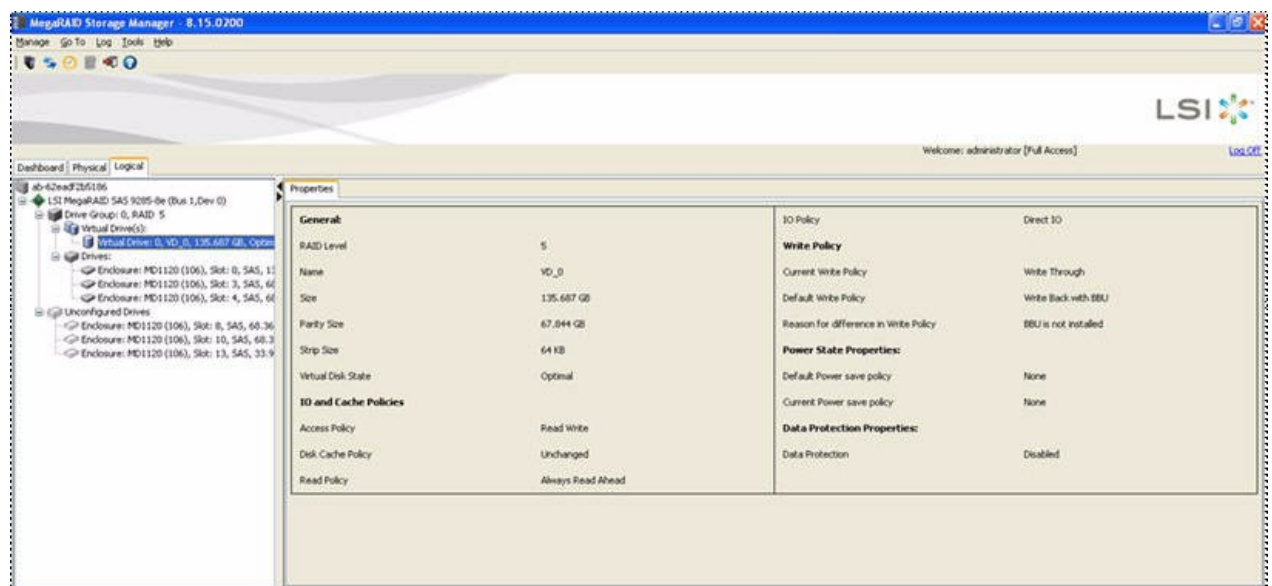 MegaRAID Storage Manager - 8.15.0200
Manage Go To Log Tools Help
LSI
Welcome: administrator [Full Access] Log Off
Dashboard Physical Logical
ab-62eadf2b5186
LSI MegaRAID SAS 9285-8e (Bus 1,Dev 0)
Drive Group: 0, RAID 5
Virtual Drive(s):
Virtual Drive: 0, VD_0, 135.687 GB, Optim
Drives:
Enclosure: MD1120 (106), Slot: 0, SAS, 13
Enclosure: MD1120 (106), Slot: 3, SAS, 68
Enclosure: MD1120 (106), Slot: 4, SAS, 68
Unconfigured Drives
Enclosure: MD1120 (106), Slot: 8, SAS, 68.36
Enclosure: MD1120 (106), Slot: 10, SAS, 68.3
Enclosure: MD1120 (106), Slot: 13, SAS, 33.9
Properties
General:
RAID Level 5
Name VD_0
Size 135.687 GB
Parity Size 67.844 GB
Strip Size 64 KB
Virtual Disk State Optimal
IO and Cache Policies
Access Policy Read Write
Disk Cache Policy Unchanged
Read Policy Always Read Ahead
IO Policy Direct IO
Write Policy
Current Write Policy Write Through
Default Write Policy Write Back with BBU
Reason for difference in Write Policy BBU is not installed
Power State Properties:
Default Power save policy None
Current Power save policy None
Data Protection Properties:
Data Protection Disabled